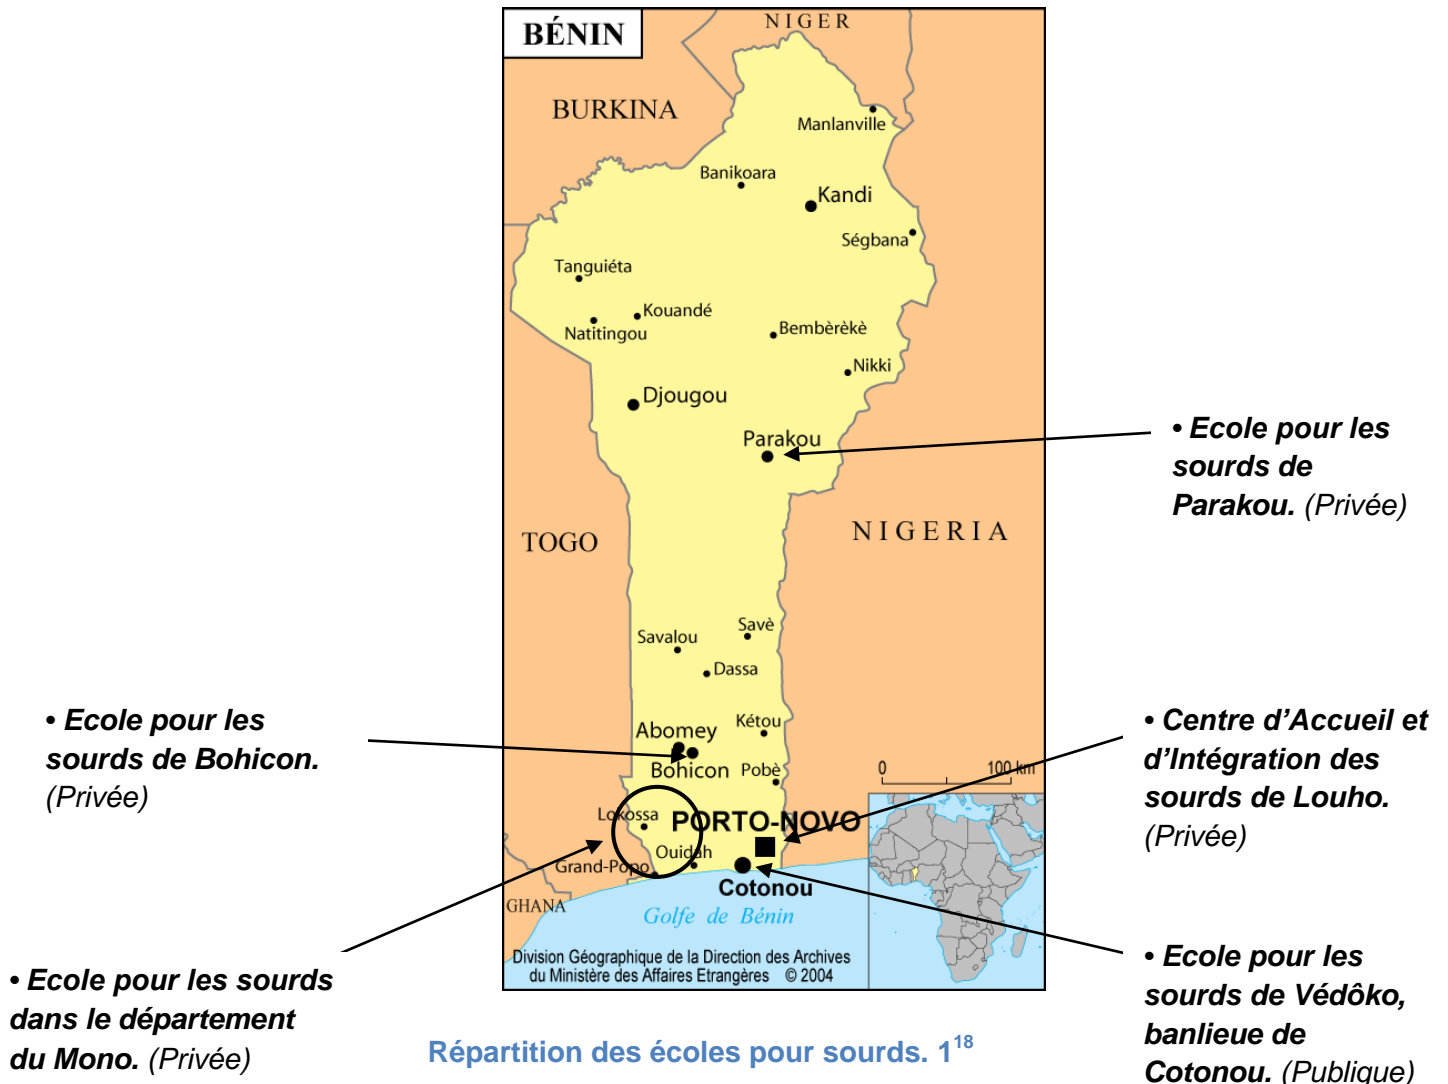 BÉNIN
NIGER
BURKINA
Manlanville
Banikoara
Kandi
Ségbana
Tanguiéta
Kouandé
Natitingou
Bembèrèkè
Nikki
Djougou
Parakou
• Ecole pour les
sourds de
Parakou. (Privée)
TOGO
NIGERIA
Savè
Savalou
Dassa
• Ecole pour les
sourds de Bohicon.
(Privée)
Kétou
Abomey
Bohicon
Pobè
• Centre d’Accueil et
d’Intégration des
sourds de Louho.
(Privée)
0 100 km
Lokossa
PORTO-NOVO
Ouidah
Grand-Popo
Cotonou
GHANA
Golfe de Bénin
Division Géographique de la Direction des Archives
du Ministère des Affaires Etrangères © 2004
• Ecole pour les sourds
dans le département
du Mono. (Privée)
• Ecole pour les
sourds de Védôko,
banlieue de
Cotonou. (Publique)
Répartition des écoles pour sourds. 1¹⁸